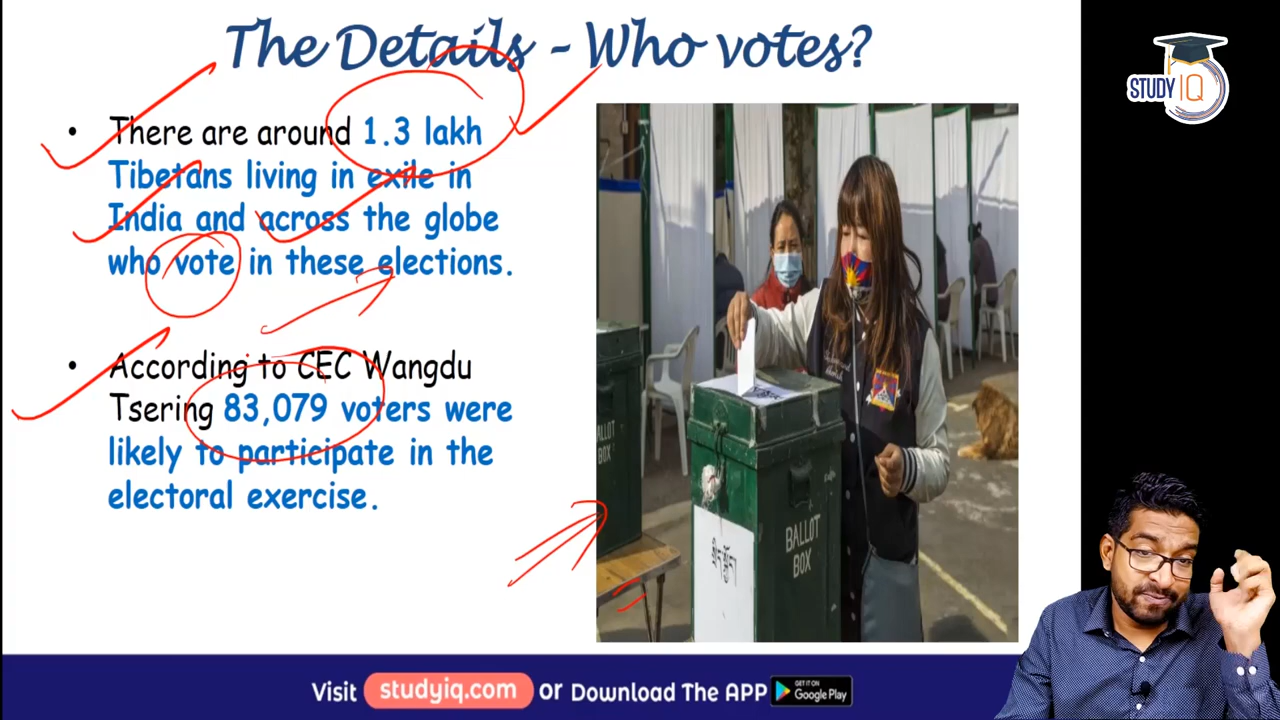 The Details - Who votes?
STUDY IQ
• There are around 1.3 lakh
Tibetans living in exile in
India and across the globe
who vote in these elections.
• According to CEC Wangdu
Tsering 83,079 voters were
likely to participate in the
electoral exercise.
BALLOT
BOX
BALLOT
BOX
Visit studyiq.com or Download The APP
GET IT ON
Google Play